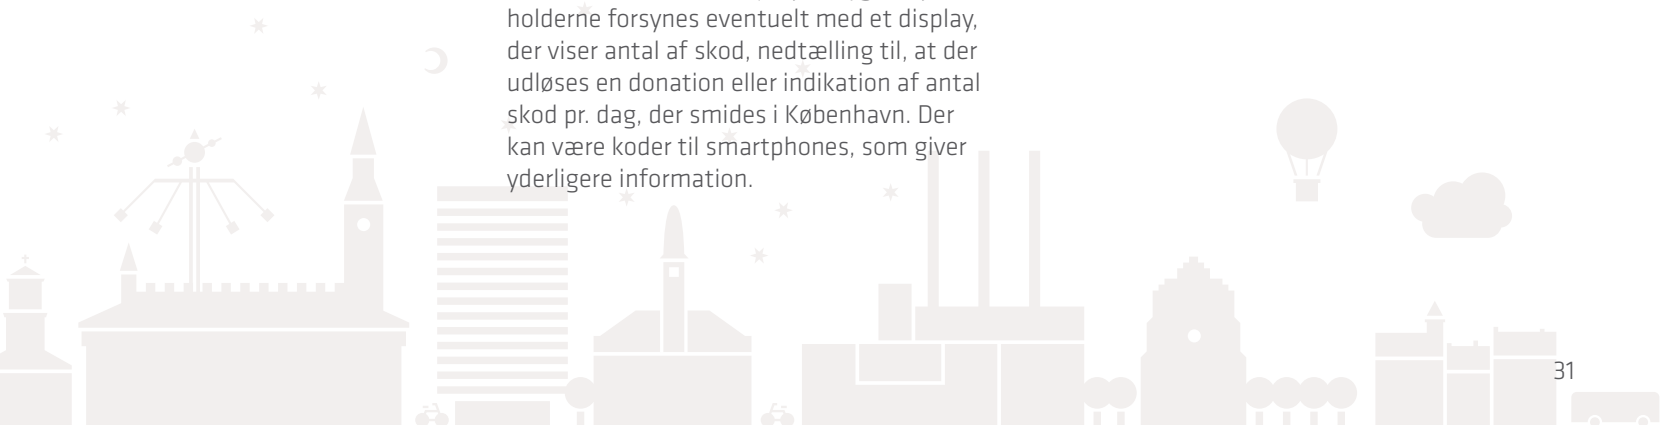 holderne forsynes eventuelt med et display,
der viser antal af skod, nedtælling til, at der
udløses en donation eller indikation af antal
skod pr. dag, der smides i København. Der
kan være koder til smartphones, som giver
yderligere information.
31